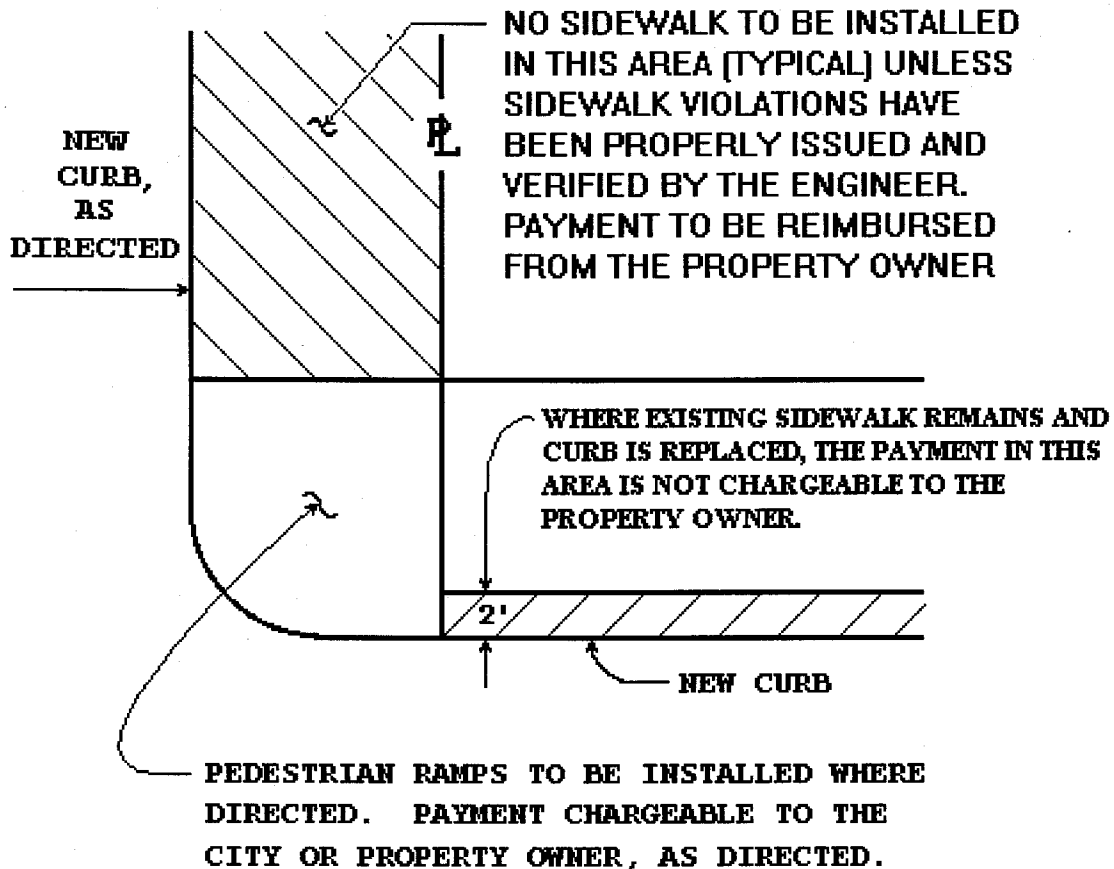 NO SIDEWALK TO BE INSTALLED
IN THIS AREA (TYPICAL) UNLESS
SIDEWALK VIOLATIONS HAVE
BEEN PROPERLY ISSUED AND
VERIFIED BY THE ENGINEER.
PAYMENT TO BE REIMBURSED
FROM THE PROPERTY OWNER
PL
NEW
CURB,
AS
DIRECTED
WHERE EXISTING SIDEWALK REMAINS AND
CURB IS REPLACED, THE PAYMENT IN THIS
AREA IS NOT CHARGEABLE TO THE
PROPERTY OWNER.
2'
NEW CURB
PEDESTRIAN RAMPS TO BE INSTALLED WHERE
DIRECTED. PAYMENT CHARGEABLE TO THE
CITY OR PROPERTY OWNER, AS DIRECTED.